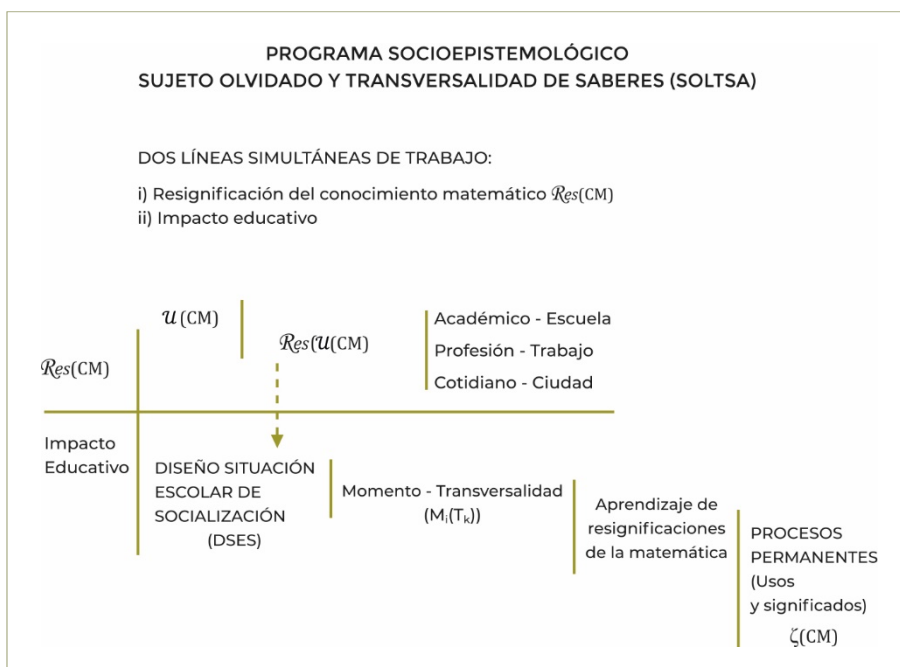 PROGRAMA SOCIOEPISTEMOLÓGICO
SUJETO OLVIDADO Y TRANSVERSALIDAD DE SABERES (SOLTSA)
DOS LÍNEAS SIMULTÁNEAS DE TRABAJO:
i) Resignificación del conocimiento matemático Res(CM)
ii) Impacto educativo
Res(CM)
U(CM)
Res(U(CM)
Académico - Escuela
Profesión - Trabajo
Cotidiano - Ciudad
Impacto
Educativo
DISEÑO SITUACIÓN
ESCOLAR DE
SOCIALIZACIÓN
(DSES)
Momento - Transversalidad
(Mᵢ(Tₖ))
Aprendizaje de
resignificaciones
de la matemática
PROCESOS
PERMANENTES
(Usos
y significados)
ζ(CM)